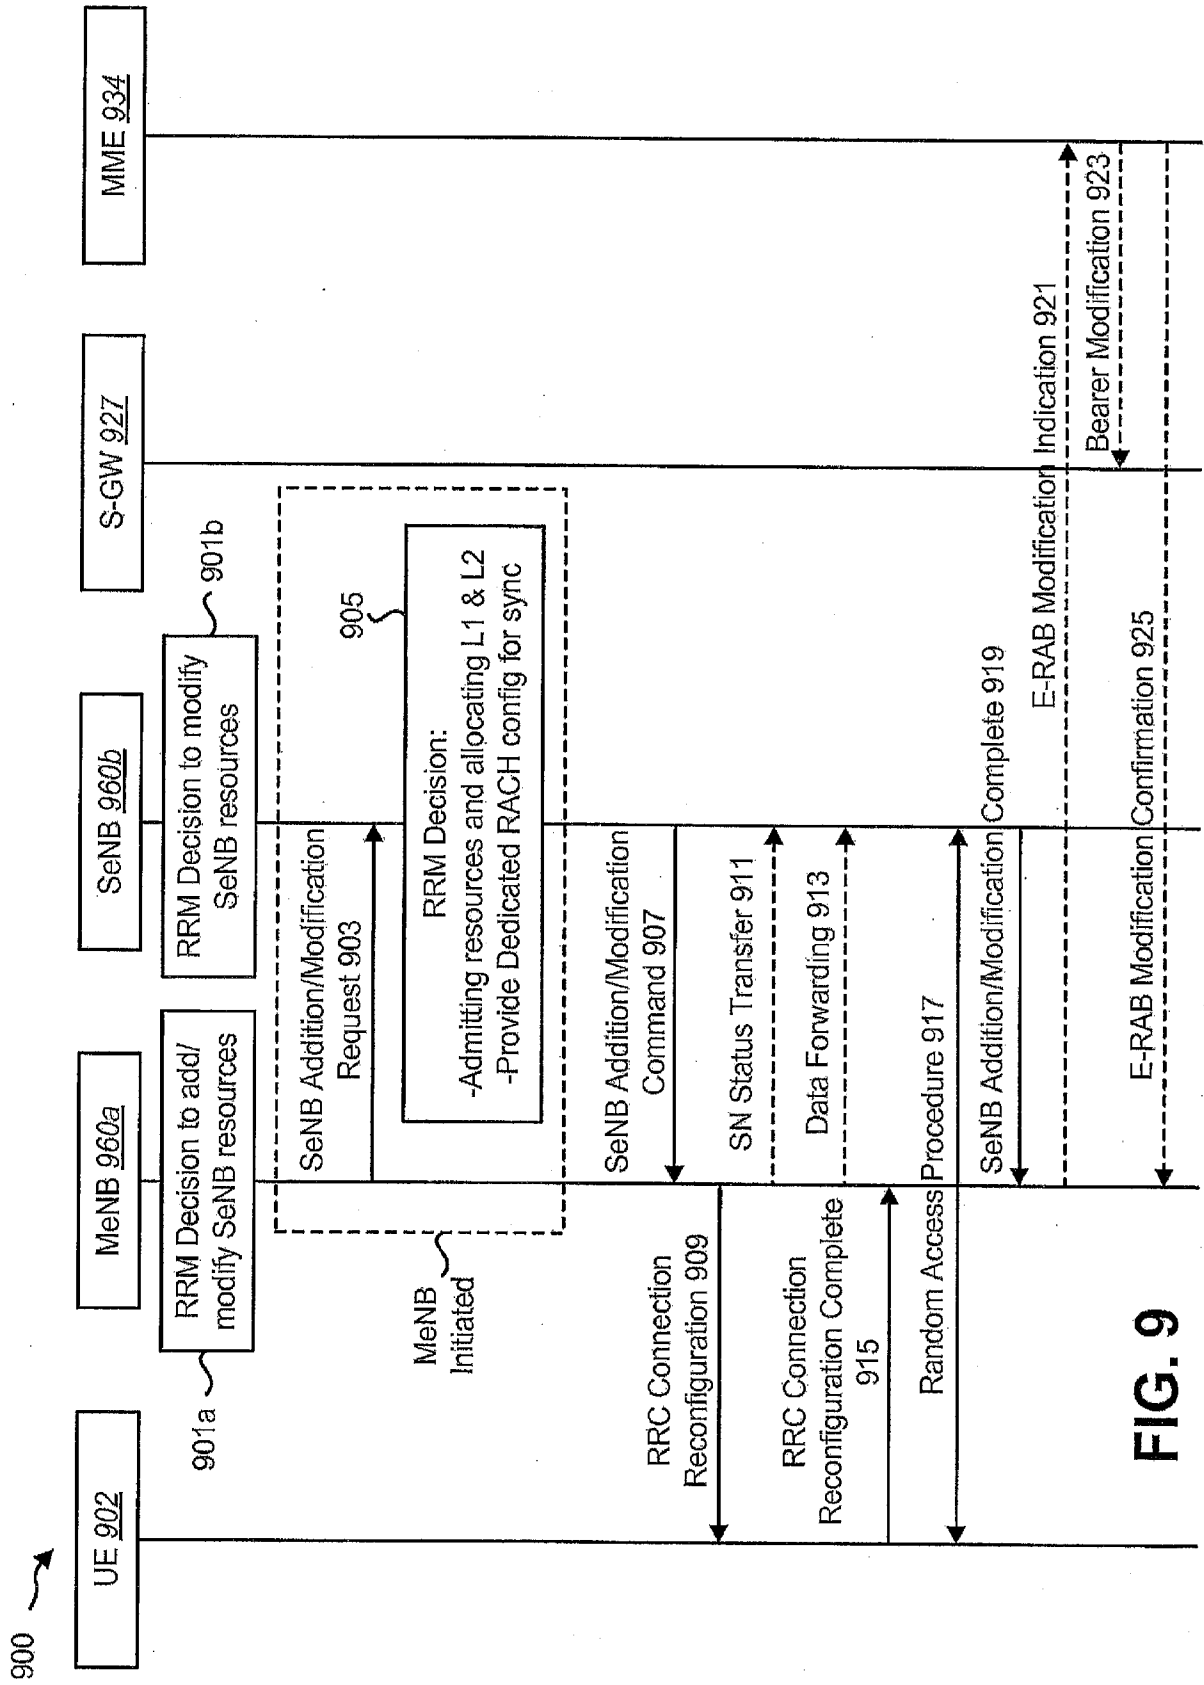 900
UE 902
MeNB 960a
SeNB 960b
S-GW 927
MME 934
901a
RRM Decision to add/
modify SeNB resources
RRM Decision to modify
SeNB resources
901b
SeNB Addition/Modification
Request 903
905
RRM Decision:
-Admitting resources and allocating L1 & L2
-Provide Dedicated RACH config for sync
MeNB
Initiated
SeNB Addition/Modification
Command 907
RRC Connection
Reconfiguration 909
SN Status Transfer 911
Data Forwarding 913
RRC Connection
Reconfiguration Complete
915
Random Access Procedure 917
SeNB Addition/Modification Complete 919
E-RAB Modification Indication 921
Bearer Modification 923
E-RAB Modification Confirmation 925
FIG. 9